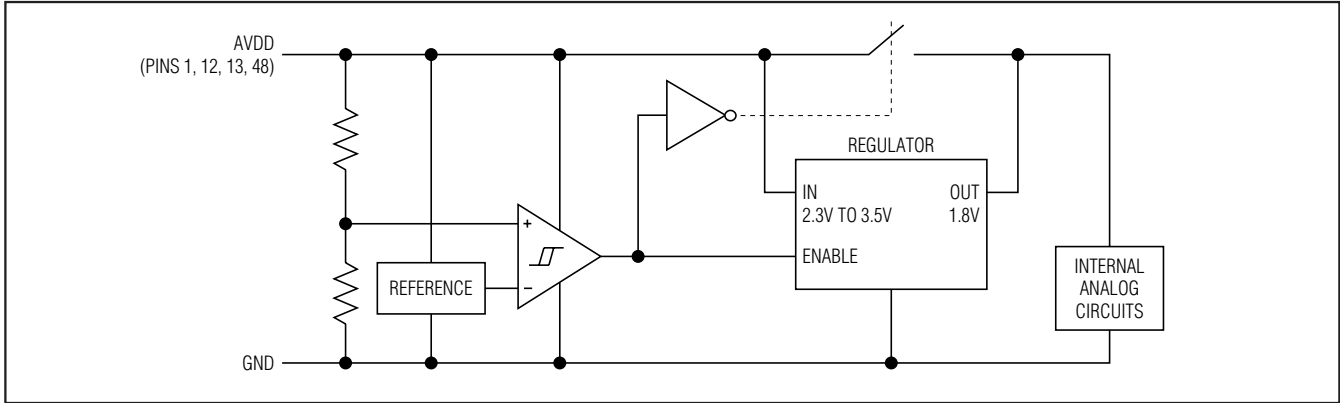 AVDD
(PINS 1, 12, 13, 48)
REGULATOR
IN
2.3V TO 3.5V
OUT
1.8V
ENABLE
+
−
REFERENCE
INTERNAL
ANALOG
CIRCUITS
GND